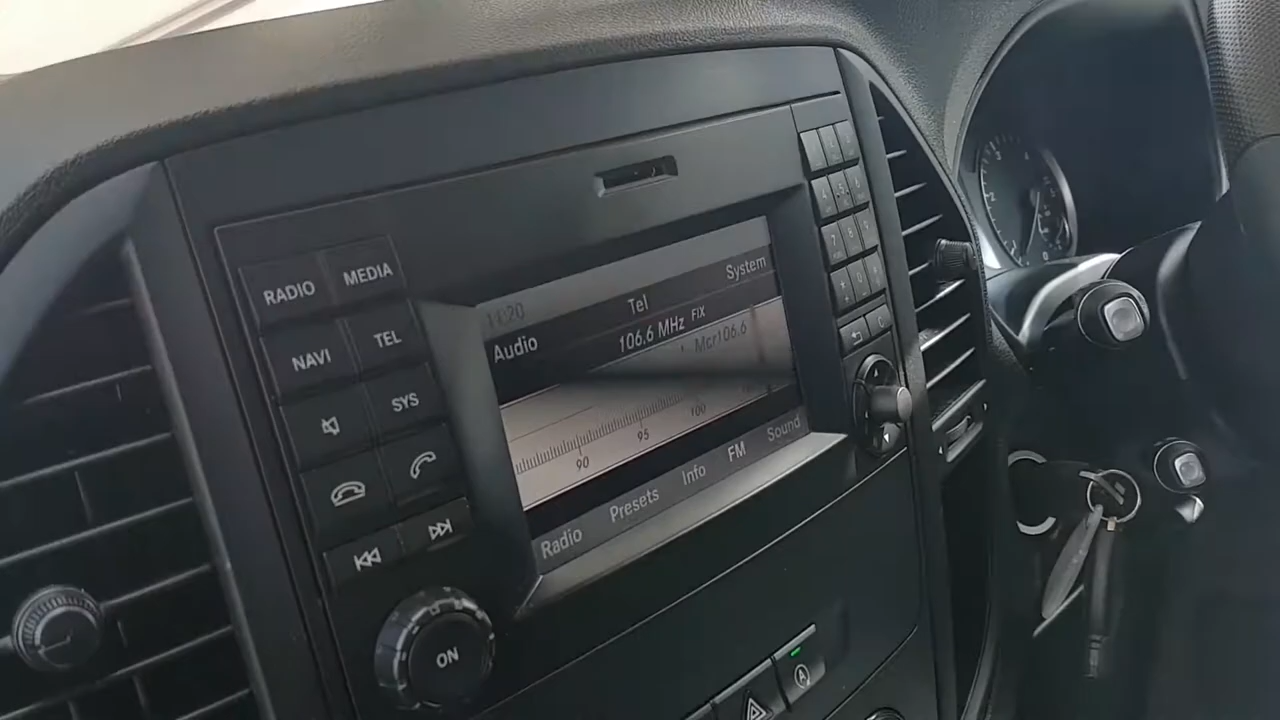 RADIO
MEDIA
NAVI
TEL
SYS
ON
11:20
Audio
Tel
System
106.6 MHz FIX
Mcr106.6
90
95
100
Radio
Presets
Info
FM
Sound
A